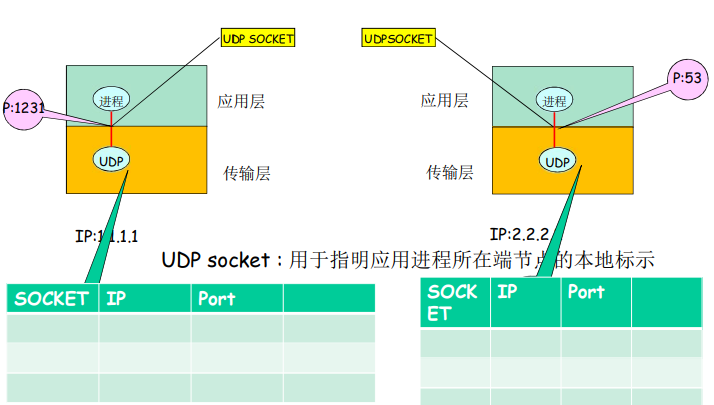 UDP SOCKET
UDPSOCKET
P:1231
进程
应用层
UDP
传输层
应用层
进程
P:53
传输层
UDP
IP:1.1.1.1
IP:2.2.2
UDP socket：用于指明应用进程所在端节点的本地标示
SOCKET IP Port
SOCK
ET IP Port